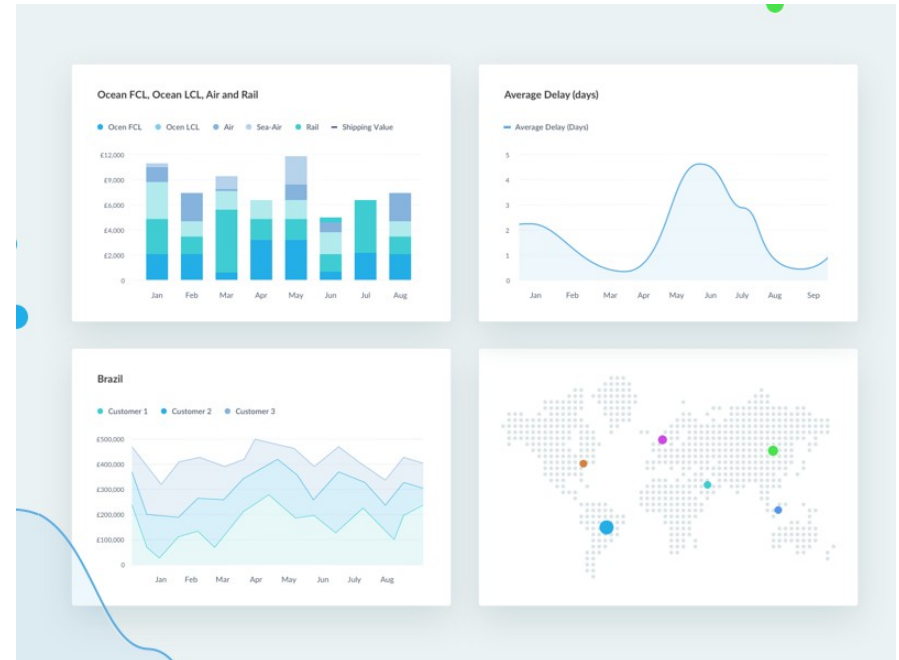 Ocean FCL, Ocean LCL, Air and Rail
Ocen FCL Ocen LCL Air Sea-Air Rail Shipping Value
£12,000
£9,000
£6,000
£4,000
£2,000
0
Jan Feb Mar Apr May Jun Jul Aug
Average Delay (days)
Average Delay (Days)
5
4
3
2
1
0
Jan Feb Mar Apr May Jun July Aug Sep
Brazil
Customer 1 Customer 2 Customer 3
£500,000
£400,000
£300,000
£200,000
£100,000
0
Jan Feb Mar Apr May Jun July Aug